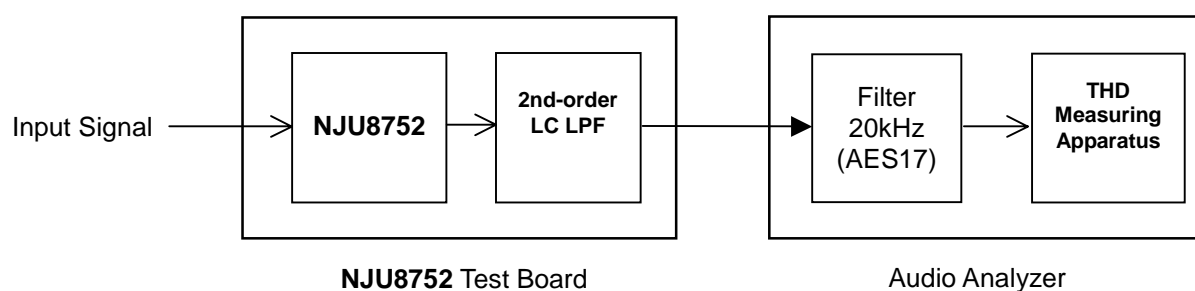 Input Signal
NJU8752
2nd-order
LC LPF
Filter
20kHz
(AES17)
THD
Measuring
Apparatus
NJU8752 Test Board
Audio Analyzer